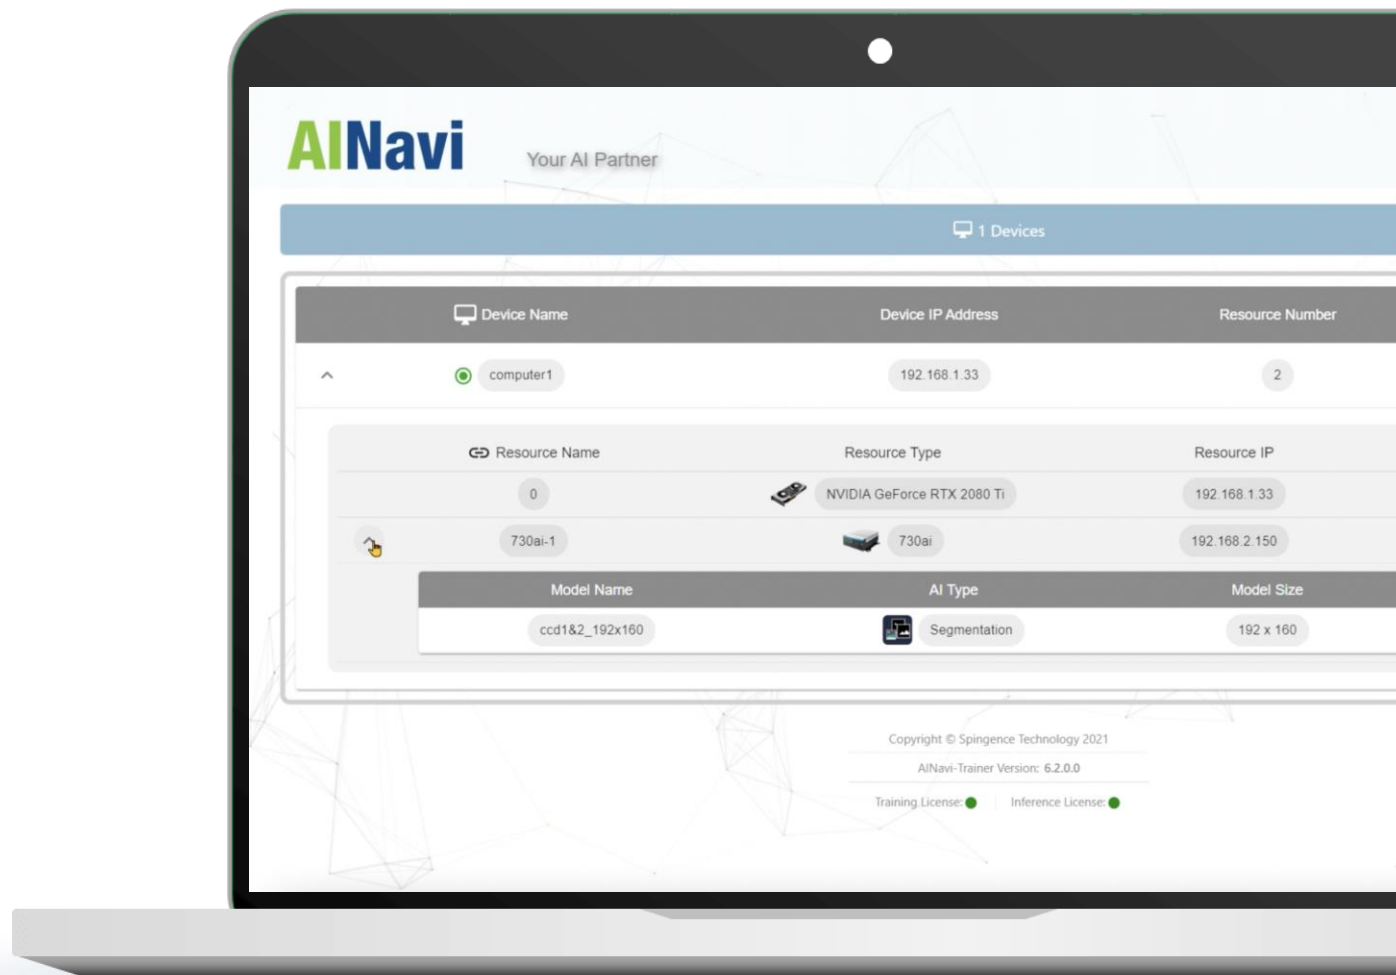 AINavi
Your AI Partner
1 Devices
Device Name Device IP Address Resource Number
computer1 192.168.1.33 2
Resource Name Resource Type Resource IP
0 NVIDIA GeForce RTX 2080 Ti 192.168.1.33
730ai-1 730ai 192.168.2.150
Model Name AI Type Model Size
ccd1&2_192x160 Segmentation 192 x 160
Copyright © Spingence Technology 2021
AINavi-Trainer Version: 6.2.0.0
Training License: Inference License: